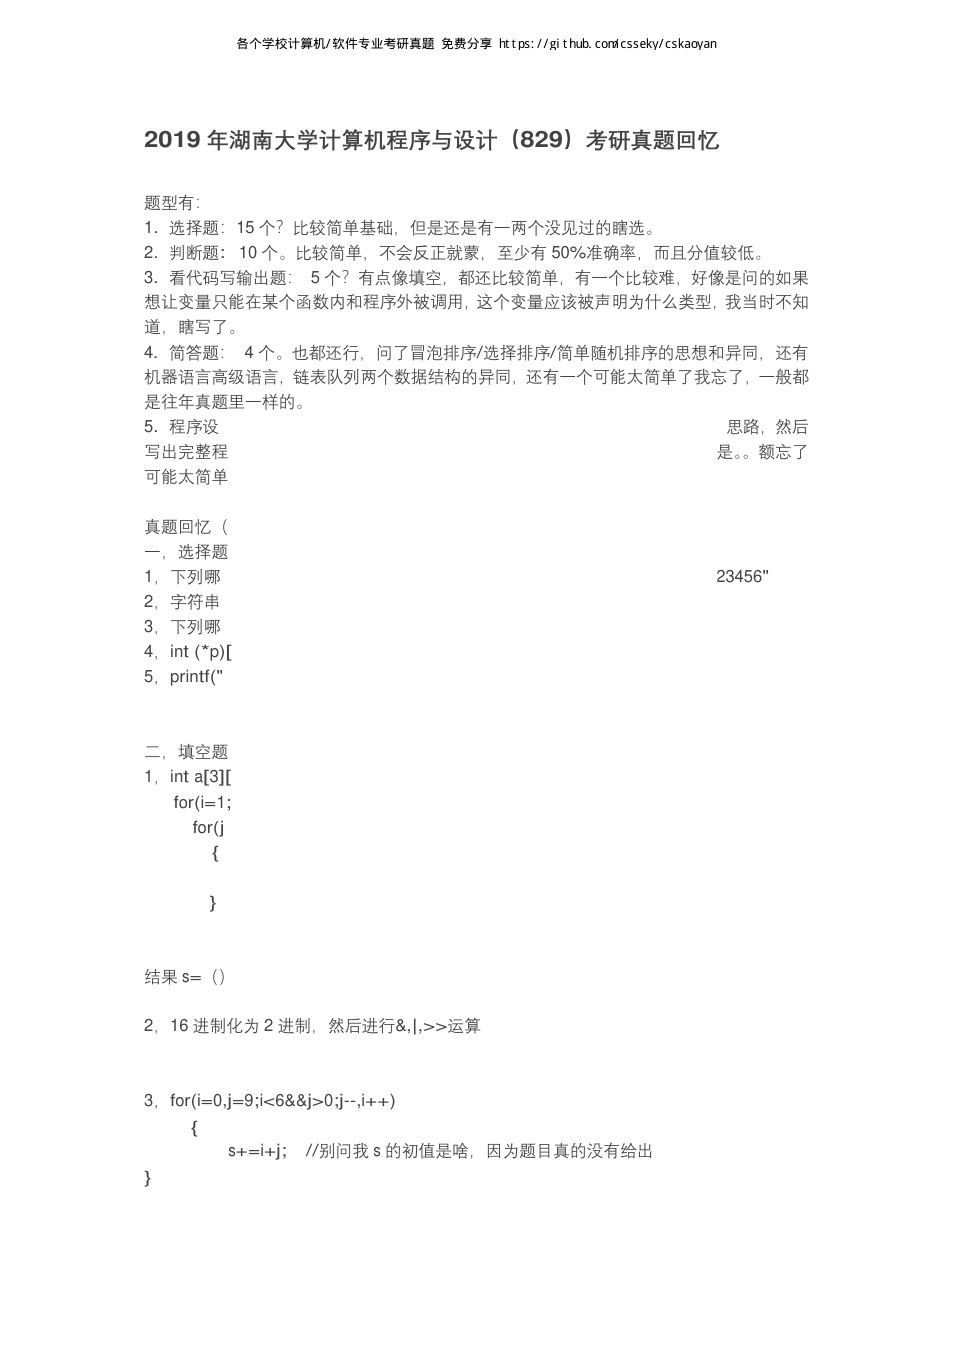 各个学校计算机/软件专业考研真题 免费分享 https://github.com/csseky/cskaoyan
2019 年湖南大学计算机程序与设计（829）考研真题回忆
题型有：
1．选择题：15 个？比较简单基础，但是还是有一两个没见过的瞎选。
2．判断题：10 个。比较简单，不会反正就蒙，至少有 50%准确率，而且分值较低。
3．看代码写输出题： 5 个？有点像填空，都还比较简单，有一个比较难，好像是问的如果
想让变量只能在某个函数内和程序外被调用，这个变量应该被声明为什么类型，我当时不知
道，瞎写了。
4．简答题： 4 个。也都还行，问了冒泡排序/选择排序/简单随机排序的思想和异同，还有
机器语言高级语言，链表队列两个数据结构的异同，还有一个可能太简单了我忘了，一般都
是往年真题里一样的。
5．程序设 思路，然后
写出完整程 是。。额忘了
可能太简单
真题回忆（
一，选择题
1，下列哪 23456"
2，字符串
3，下列哪
4，int (*p)[
5，printf("
二，填空题
1，int a[3][
for(i=1;
for(j
{
}
结果 s=（）
2，16 进制化为 2 进制，然后进行&,|,>>运算
3，for(i=0,j=9;i<6&&j>0;j--,i++)
{
s+=i+j; //别问我 s 的初值是啥，因为题目真的没有给出
}